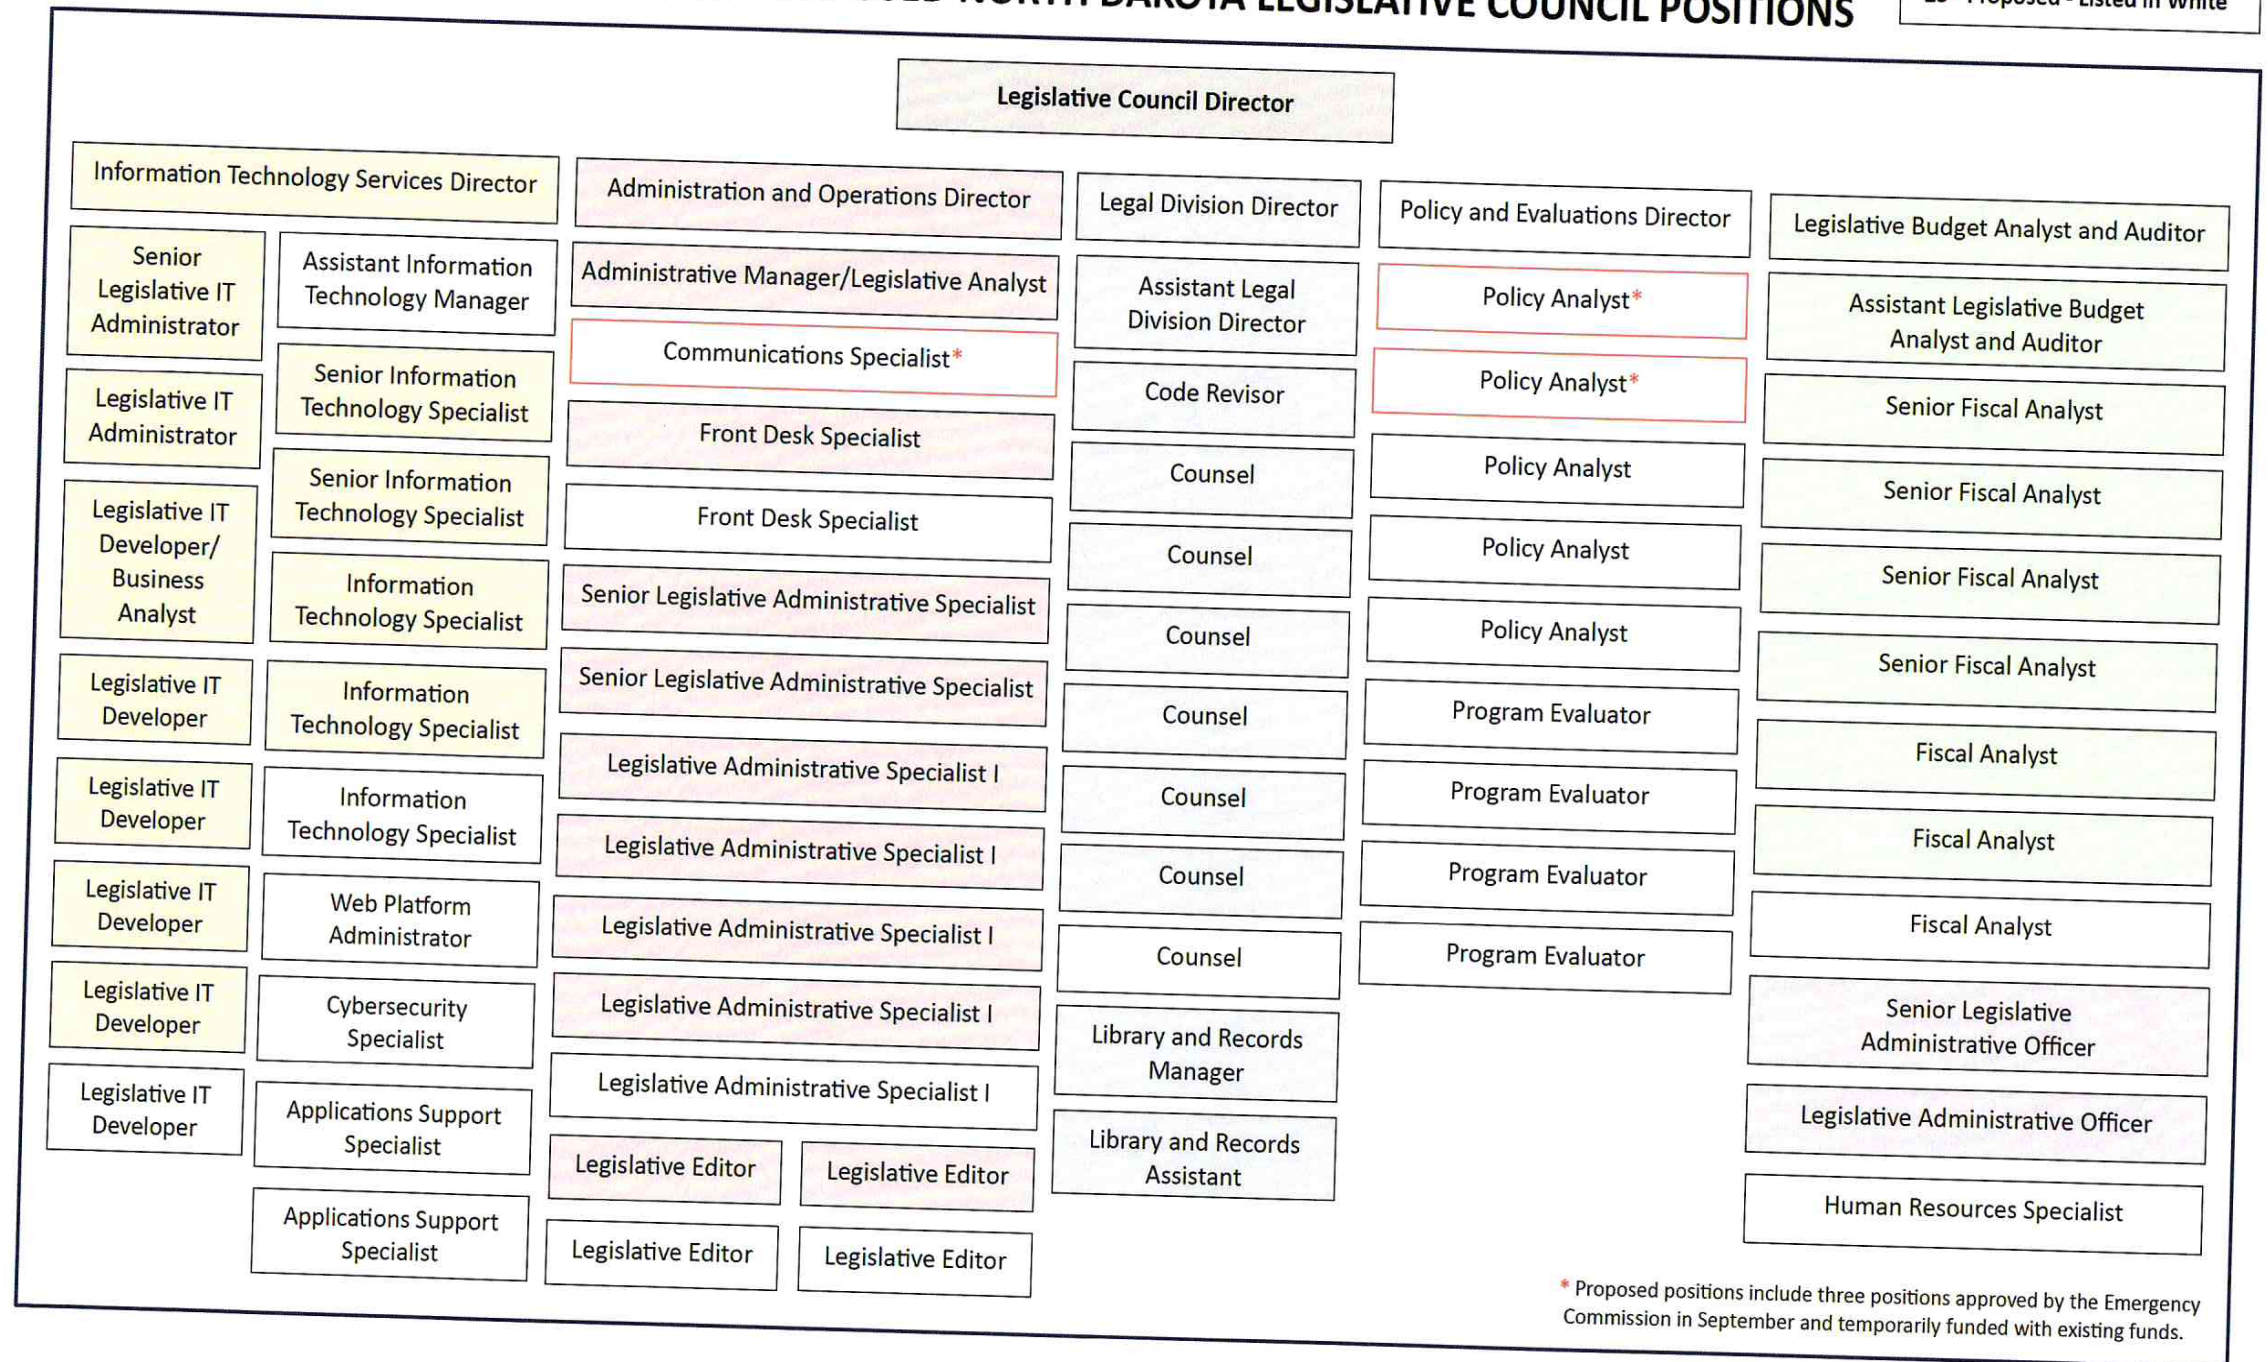 NORTH DAKOTA LEGISLATIVE COUNCIL POSITIONS
Proposed - Listed in White
Legislative Council Director
Information Technology Services Director
Senior
Legislative IT
Administrator
Legislative IT
Administrator
Legislative IT
Developer/
Business
Analyst
Legislative IT
Developer
Legislative IT
Developer
Legislative IT
Developer
Legislative IT
Developer
Legislative IT
Developer
Assistant Information
Technology Manager
Senior Information
Technology Specialist
Senior Information
Technology Specialist
Information
Technology Specialist
Information
Technology Specialist
Information
Technology Specialist
Web Platform
Administrator
Cybersecurity
Specialist
Applications Support
Specialist
Applications Support
Specialist
Administration and Operations Director
Administrative Manager/Legislative Analyst
Communications Specialist*
Front Desk Specialist
Front Desk Specialist
Senior Legislative Administrative Specialist
Senior Legislative Administrative Specialist
Legislative Administrative Specialist I
Legislative Administrative Specialist I
Legislative Administrative Specialist I
Legislative Administrative Specialist I
Legislative Administrative Specialist I
Legislative Editor
Legislative Editor
Legislative Editor
Legislative Editor
Legal Division Director
Assistant Legal
Division Director
Code Revisor
Counsel
Counsel
Counsel
Counsel
Counsel
Counsel
Counsel
Library and Records
Manager
Library and Records
Assistant
Policy and Evaluations Director
Policy Analyst*
Policy Analyst*
Policy Analyst
Policy Analyst
Policy Analyst
Program Evaluator
Program Evaluator
Program Evaluator
Program Evaluator
Legislative Budget Analyst and Auditor
Assistant Legislative Budget
Analyst and Auditor
Senior Fiscal Analyst
Senior Fiscal Analyst
Senior Fiscal Analyst
Senior Fiscal Analyst
Fiscal Analyst
Fiscal Analyst
Fiscal Analyst
Senior Legislative
Administrative Officer
Legislative Administrative Officer
Human Resources Specialist
* Proposed positions include three positions approved by the Emergency
Commission in September and temporarily funded with existing funds.